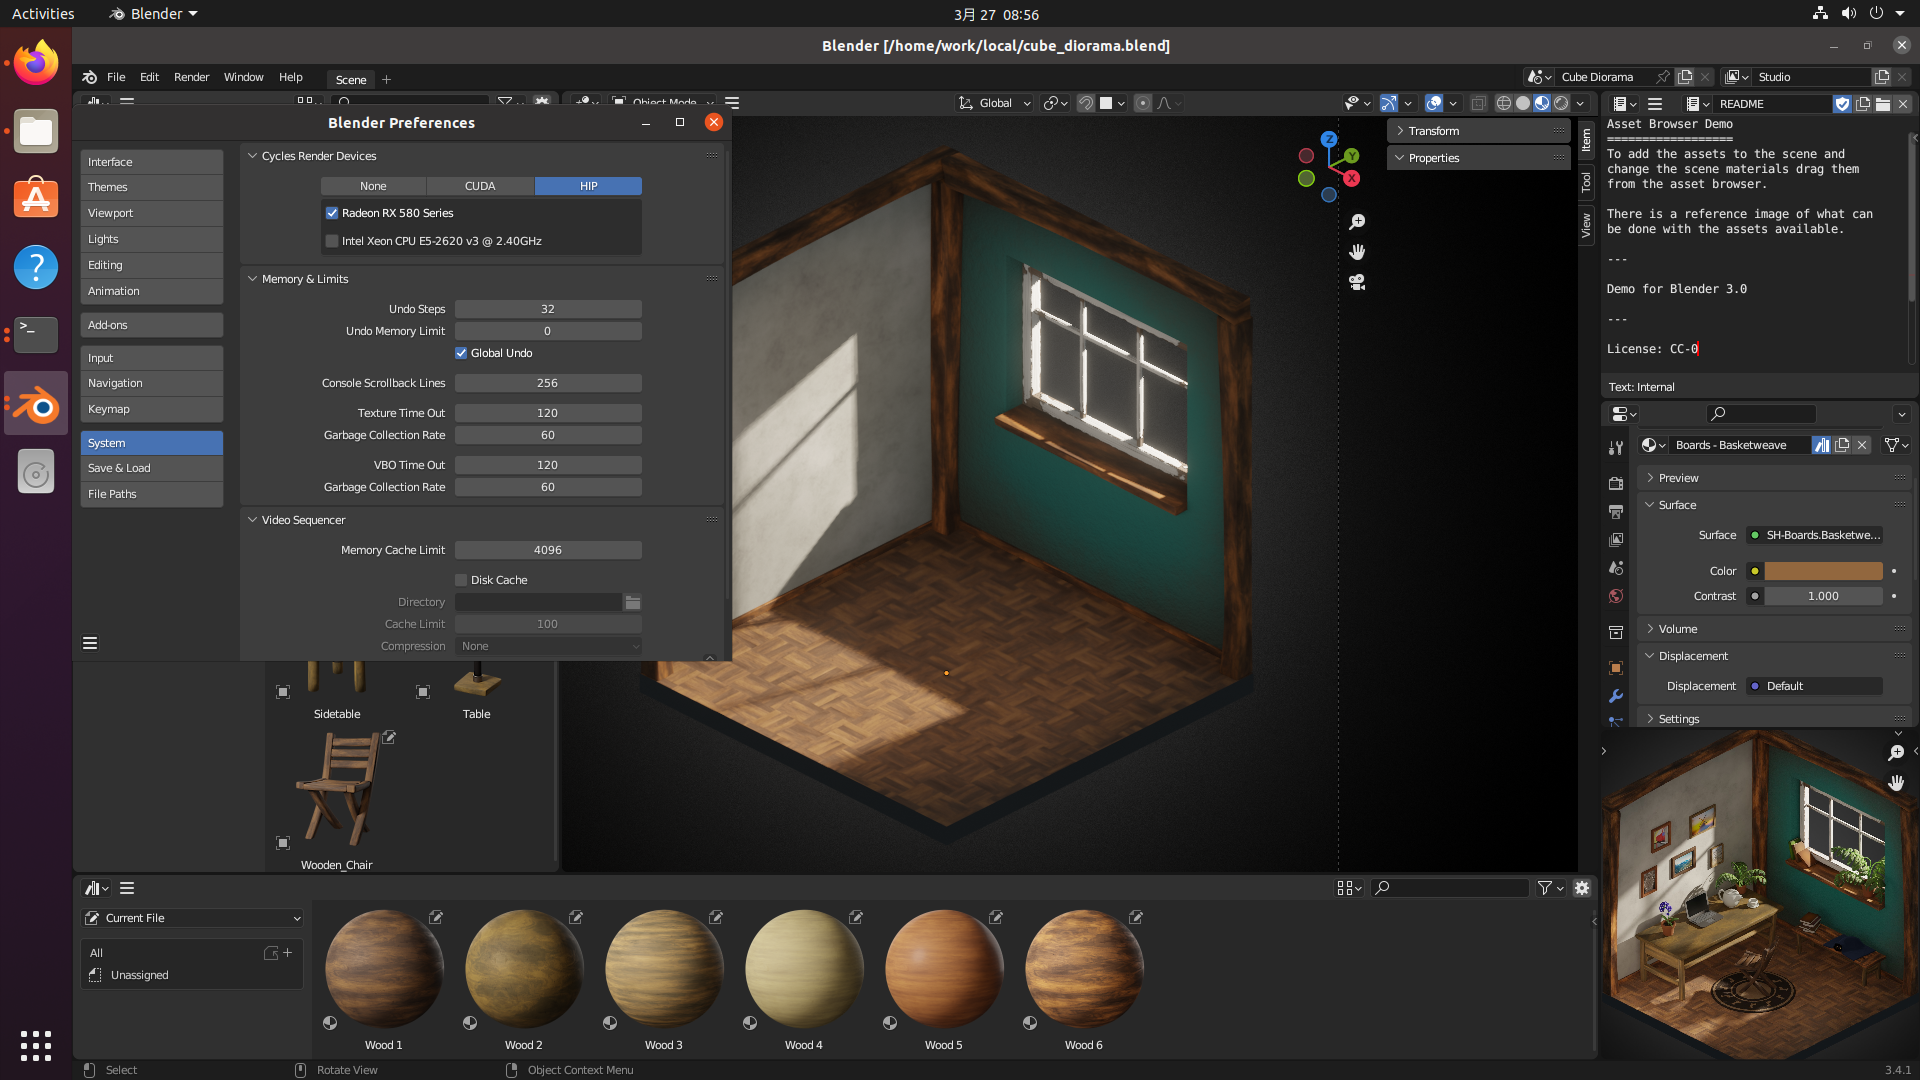 Activities
Blender
3月 27 08:56
Blender [/home/work/local/cube_diorama.blend]
File Edit Render Window Help
Scene
Cube Diorama
Studio
Object Mode
Global
README
Blender Preferences
Interface
Themes
Viewport
Lights
Editing
Animation
Add-ons
Input
Navigation
Keymap
System
Save & Load
File Paths
Cycles Render Devices
None CUDA HIP
Radeon RX 580 Series
Intel Xeon CPU E5-2620 v3 @ 2.40GHz
Memory & Limits
Undo Steps 32
Undo Memory Limit 0
Global Undo
Console Scrollback Lines 256
Texture Time Out 120
Garbage Collection Rate 60
VBO Time Out 120
Garbage Collection Rate 60
Video Sequencer
Memory Cache Limit 4096
Disk Cache
Directory
Cache Limit 100
Compression None
Z
Y
X
Transform
Properties
Item
Tool
View
Asset Browser Demo
==================
To add the assets to the scene and
change the scene materials drag them
from the asset browser.
There is a reference image of what can
be done with the assets available.
---
Demo for Blender 3.0
---
License: CC-0
Text: Internal
Boards - Basketweave
Preview
Surface
Surface SH-Boards.Basketwe...
Color
Contrast 1.000
Volume
Displacement
Displacement Default
Settings
Sidetable
Table
Wooden_Chair
Current File
All
Unassigned
Wood 1
Wood 2
Wood 3
Wood 4
Wood 5
Wood 6
Select
Rotate View
Object Context Menu
3.4.1